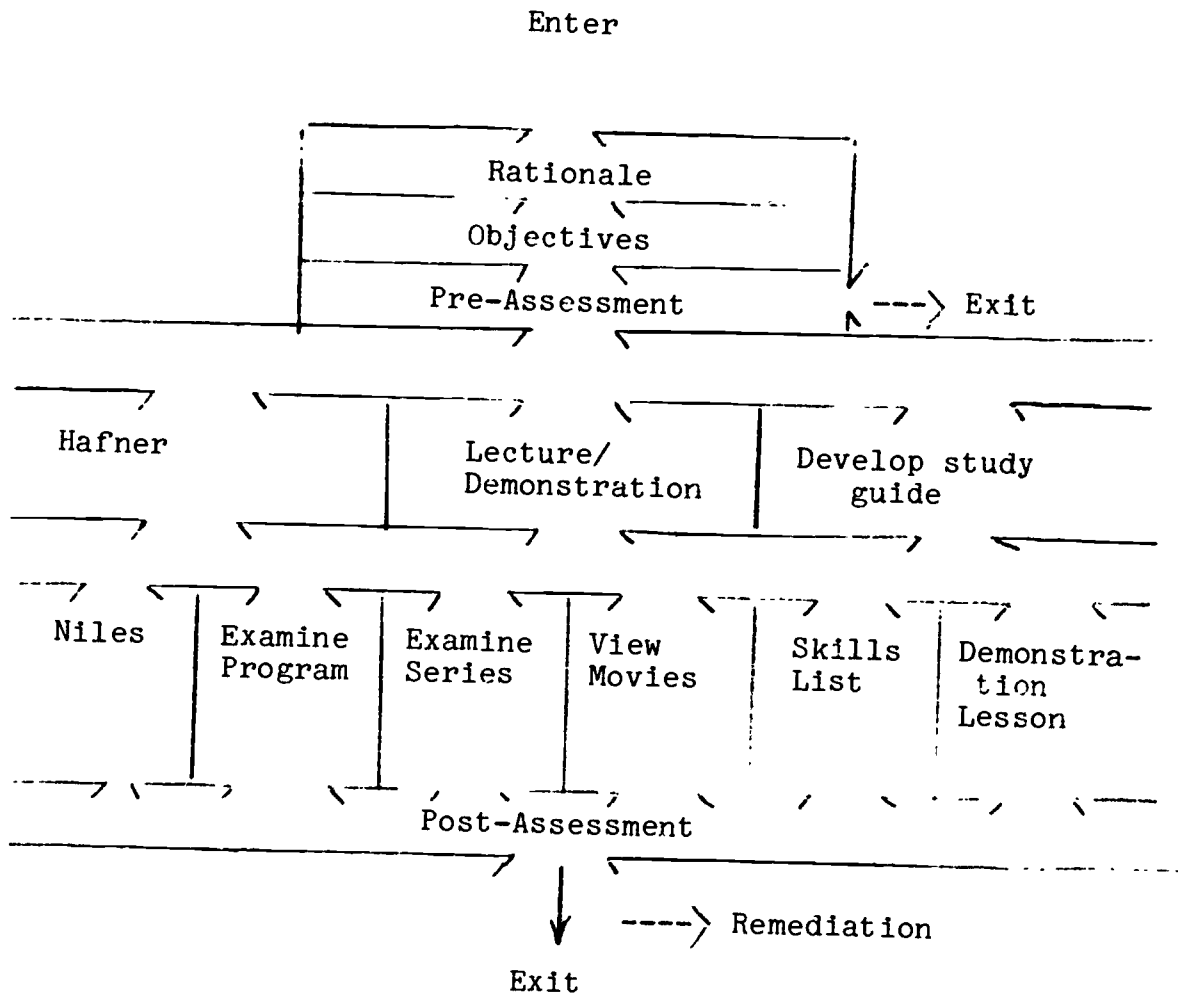 Enter
Rationale
Objectives
Pre-Assessment
Exit
Hafner
Lecture/
Demonstration
Develop study
guide
Niles
Examine
Program
Examine
Series
View
Movies
Skills
List
Demonstra-
tion
Lesson
Post-Assessment
Remediation
Exit